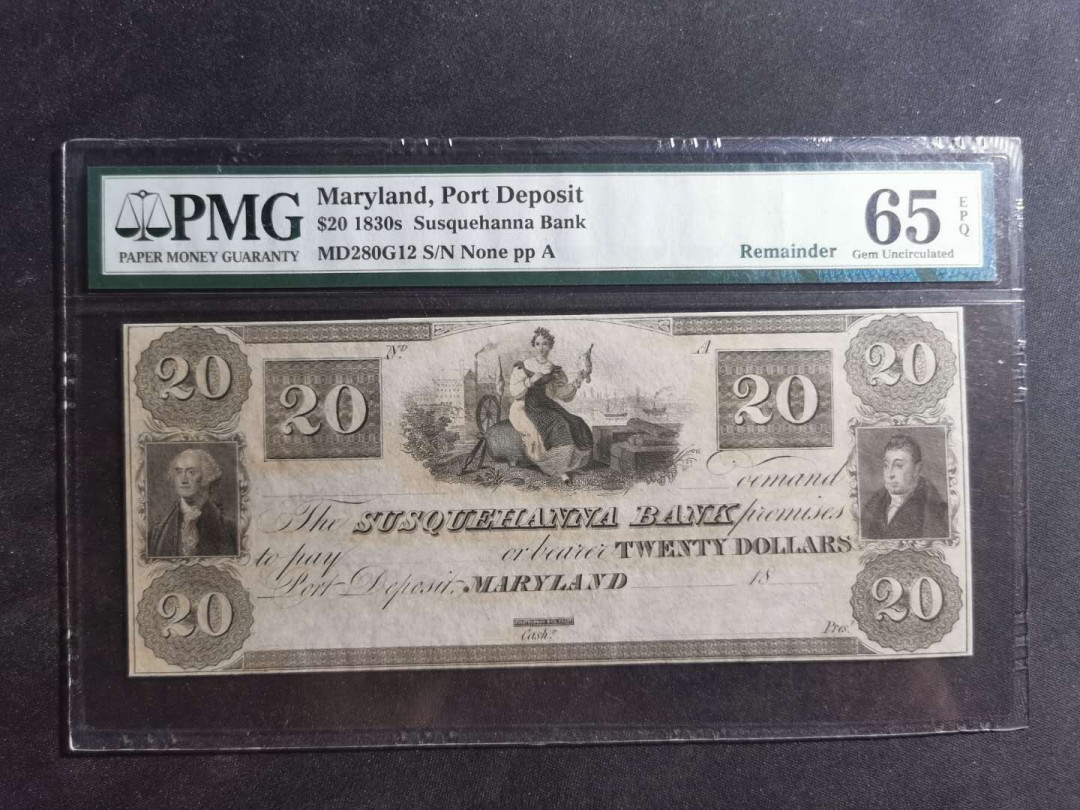 PMG
PAPER MONEY GUARANTY
Maryland, Port Deposit
$20 1830s Susquehanna Bank
MD280G12 S/N None pp A
Remainder
65
EPQ
Gem Uncirculated
20 20
Nº A
20 20
Demand
The SUSQUEHANNA BANK promises
to pay or bearer TWENTY DOLLARS
Port Deposit, MARYLAND 18
20 20
Cashr. Prest.